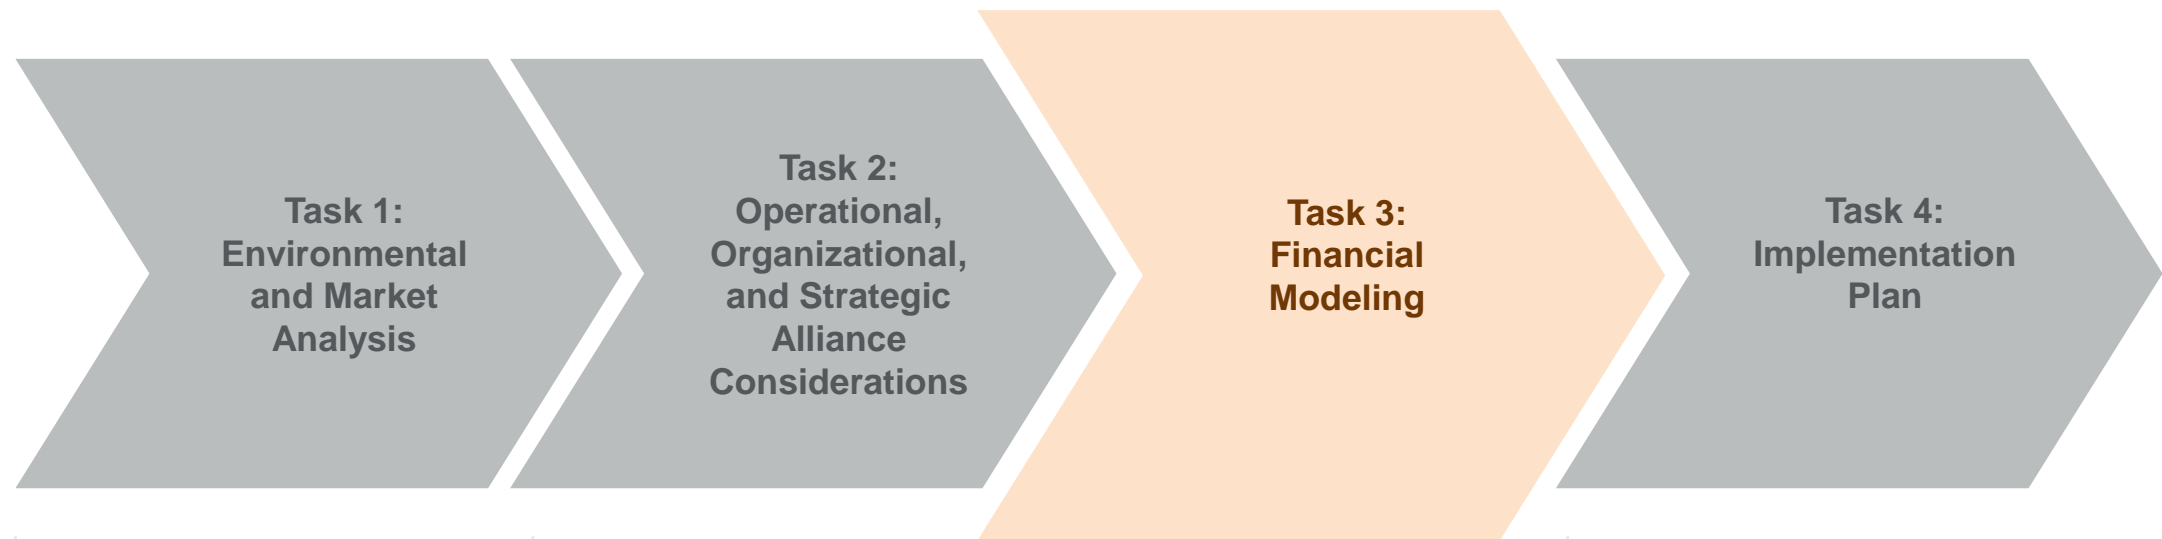 Task 1:
Environmental
and Market
Analysis
Task 2:
Operational,
Organizational,
and Strategic
Alliance
Considerations
Task 3:
Financial
Modeling
Task 4:
Implementation
Plan